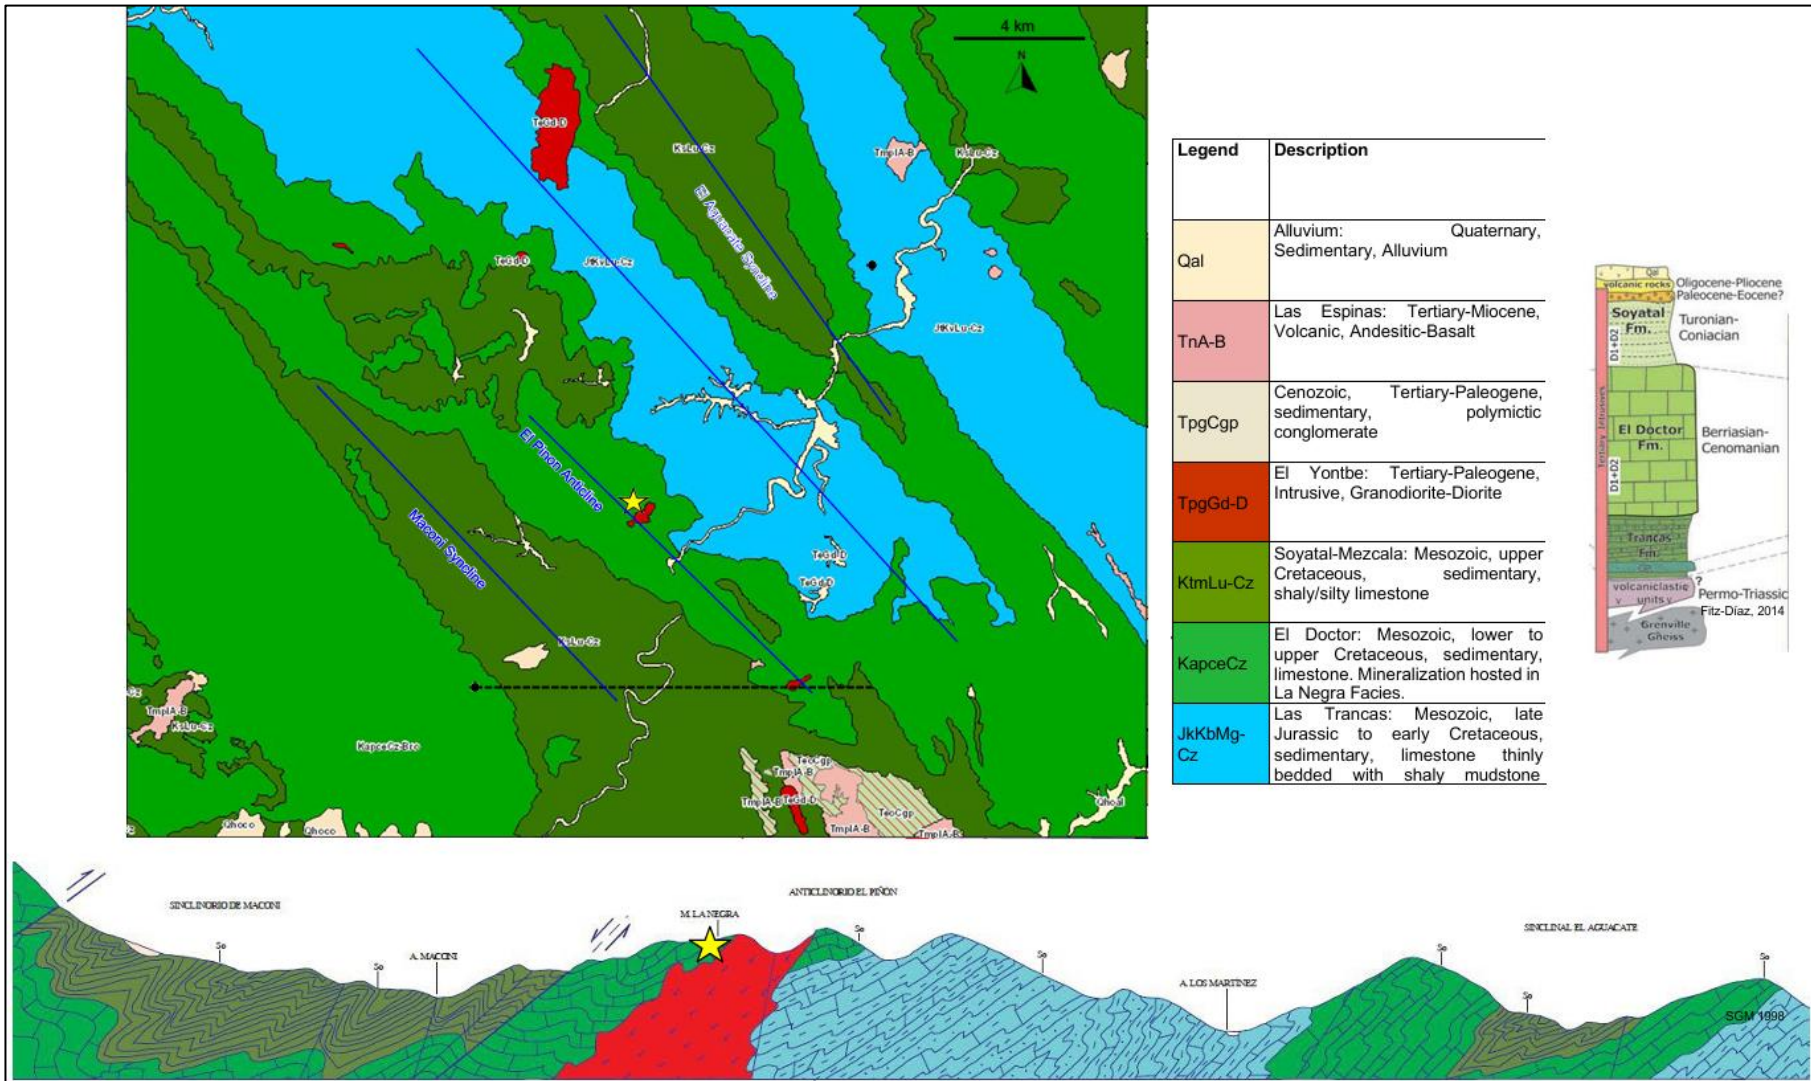 4 km
N
TeGd-D
KsLu-Cz
TmplA-B
KsLu-Cz
El Aguacate Syncline
TeGd-D
JtKvLu-Cz
JtKvLu-Cz
El Pinon Anticline
Maconi Syncline
TeGd-D
TeGd-D
KsLu-Cz
TmplA-B
KsLu-Cz
KapceCz-Brc
TeoCgp
TmplA-B
TmplA-B
TeGd-D
TeoCgp
TmplA-B
TmplA-B
Qhoal
Qhoco
Qhoco
Legend Description
Qal
Alluvium: Quaternary,
Sedimentary, Alluvium
TnA-B
Las Espinas: Tertiary-Miocene,
Volcanic, Andesitic-Basalt
TpgCgp
Cenozoic, Tertiary-Paleogene,
sedimentary, polymictic
conglomerate
TpgGd-D
El Yontbe: Tertiary-Paleogene,
Intrusive, Granodiorite-Diorite
KtmLu-Cz
Soyatal-Mezcala: Mesozoic, upper
Cretaceous, sedimentary,
shaly/silty limestone
KapceCz
El Doctor: Mesozoic, lower to
upper Cretaceous, sedimentary,
limestone. Mineralization hosted in
La Negra Facies.
JkKbMg-
Cz
Las Trancas: Mesozoic, late
Jurassic to early Cretaceous,
sedimentary, limestone thinly
bedded with shaly mudstone
Qal
volcanic rocks
Oligocene-Pliocene
Paleocene-Eocene?
Soyatal
Fm.
Turonian-
Coniacian
D1+D2
Tertiary Intrusives
El Doctor
Fm.
Berriasian-
Cenomanian
D1+D2
Trancas
Fm.
volcaniclastic
units v
?
Permo-Triassic
Fitz-Díaz, 2014
Grenville
Gneiss
SINCLINORIO DE MACONI
So
So
A. MACONI
M. LA NEGRA
ANTICLINORIO EL PIÑÓN
So
So
A. LOS MARTINEZ
So
SINCLINAL EL AGUACATE
So
So
SGM 1998